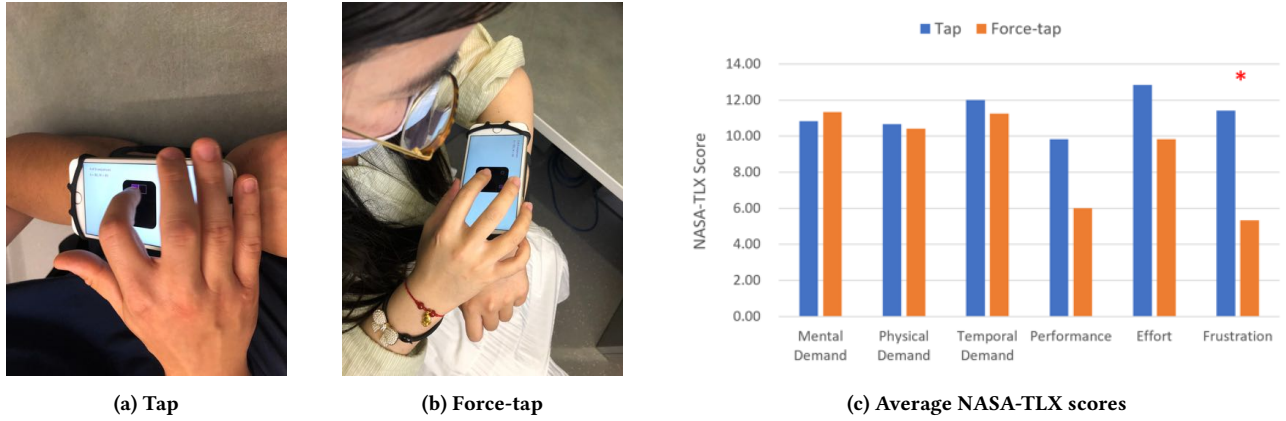 Tap Force-tap
*
14.00
12.00
10.00
8.00
6.00
4.00
2.00
0.00
NASA-TLX Score
Mental Demand
Physical Demand
Temporal Demand
Performance
Effort
Frustration
(a) Tap
(b) Force-tap
(c) Average NASA-TLX scores